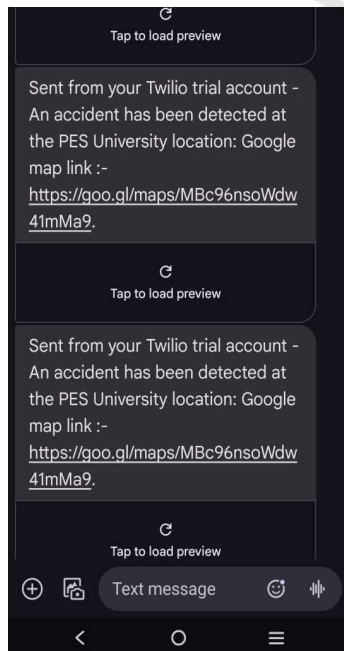 Tap to load preview
Sent from your Twilio trial account -
An accident has been detected at
the PES University location: Google
map link :-
https://goo.gl/maps/MBc96nsoWdw
41mMa9.
Tap to load preview
Sent from your Twilio trial account -
An accident has been detected at
the PES University location: Google
map link :-
https://goo.gl/maps/MBc96nsoWdw
41mMa9.
Tap to load preview
Text message